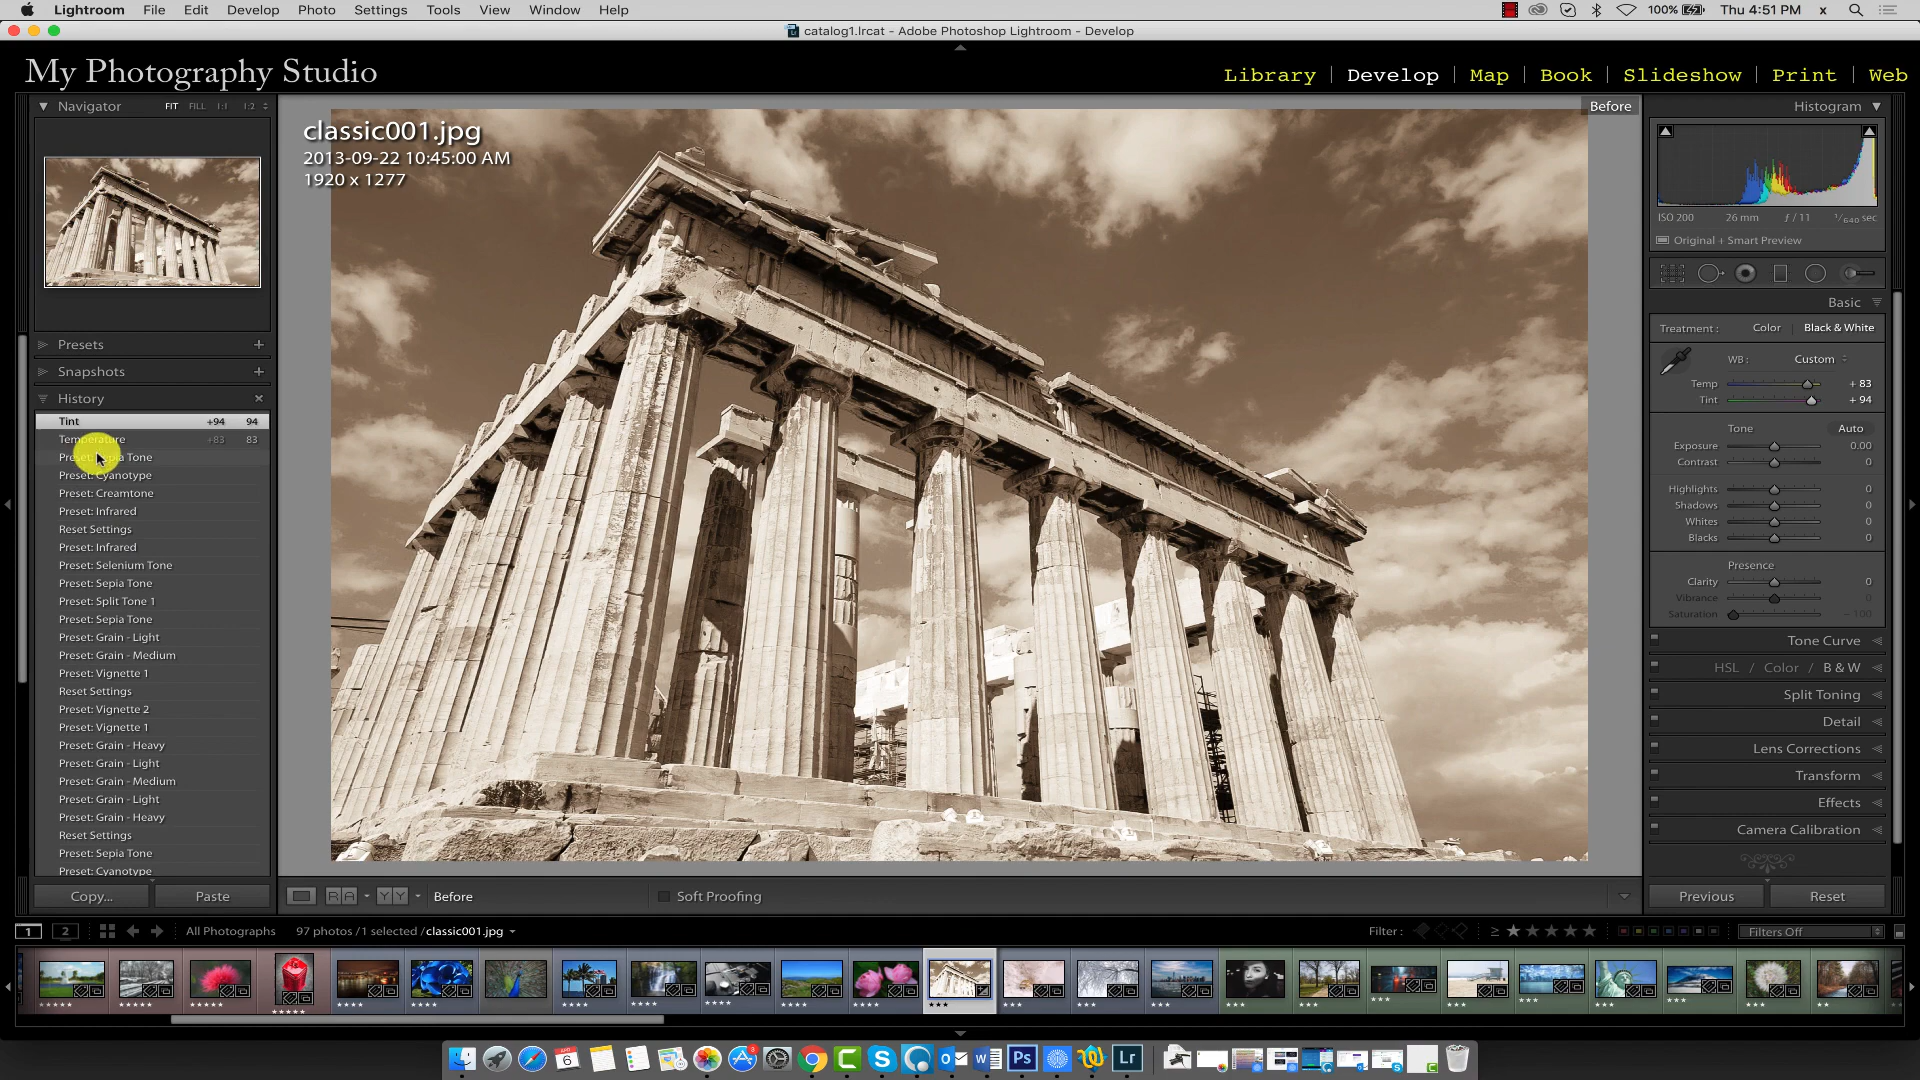 Lightroom File Edit Develop Photo Settings Tools View Window Help 100% Thu 4:51 PM x
catalog1.lrcat - Adobe Photoshop Lightroom - Develop
My Photography Studio
Library | Develop | Map | Book | Slideshow | Print | Web
Navigator FIT FILL 1:1 1:2
Presets +
Snapshots +
History ×
Tint +94 94
Temperature +83 83
Preset: Sepia Tone
Preset: Cyanotype
Preset: Creamtone
Preset: Infrared
Reset Settings
Preset: Infrared
Preset: Selenium Tone
Preset: Sepia Tone
Preset: Split Tone 1
Preset: Sepia Tone
Preset: Grain - Light
Preset: Grain - Medium
Preset: Vignette 1
Reset Settings
Preset: Vignette 2
Preset: Vignette 1
Preset: Grain - Heavy
Preset: Grain - Light
Preset: Grain - Medium
Preset: Grain - Light
Preset: Grain - Heavy
Reset Settings
Preset: Sepia Tone
Preset: Cyanotype
Copy... Paste
classic001.jpg
2013-09-22 10:45:00 AM
1920 x 1277
Before
R A Y Y Before Soft Proofing
Histogram
ISO 200 26 mm ƒ / 11 1/640 sec
Original + Smart Preview
Basic
Treatment : Color Black & White
WB : Custom
Temp + 83
Tint + 94
Tone Auto
Exposure 0.00
Contrast 0
Highlights 0
Shadows 0
Whites 0
Blacks 0
Presence
Clarity 0
Vibrance 0
Saturation - 100
Tone Curve
HSL / Color / B & W
Split Toning
Detail
Lens Corrections
Transform
Effects
Camera Calibration
Previous Reset
1 2 All Photographs 97 photos / 1 selected / classic001.jpg Filter : ≥ Filters Off
6 3 Ps Lr